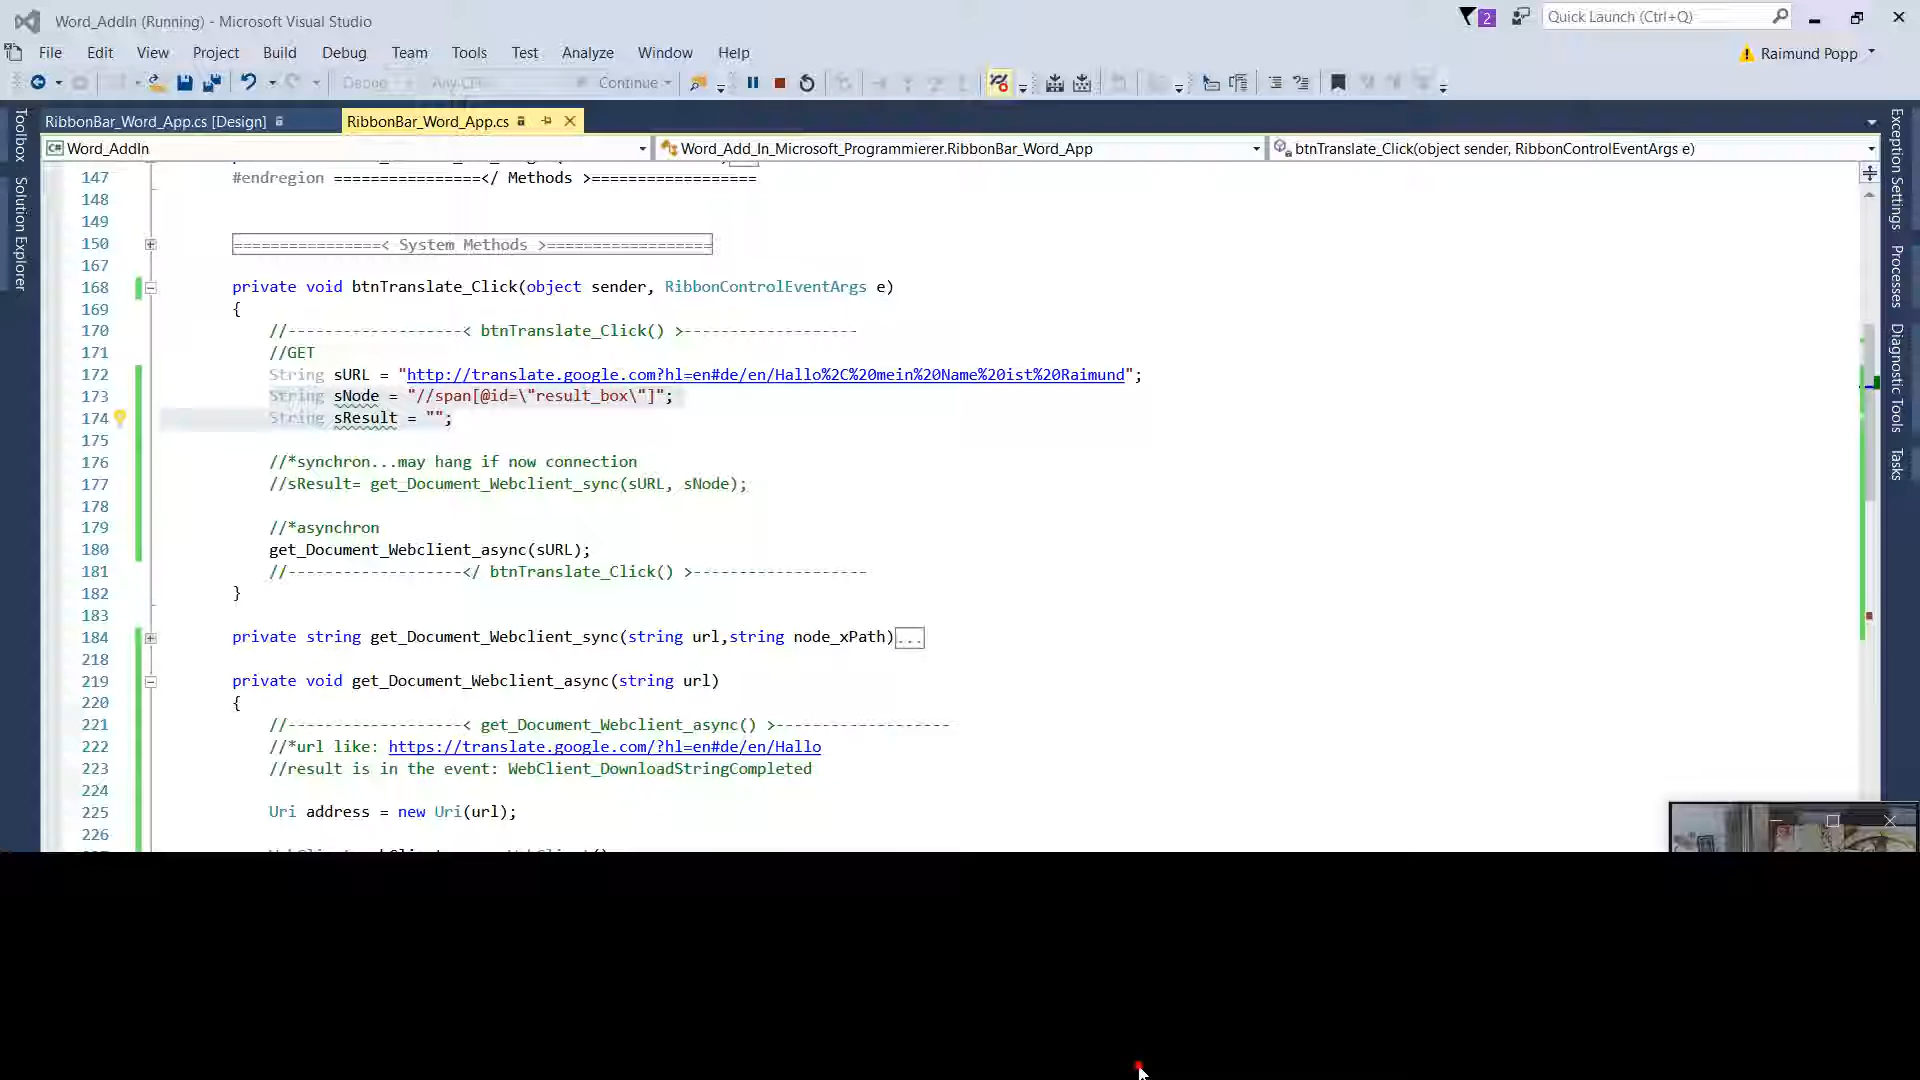 Word_AddIn (Running) - Microsoft Visual Studio
2
Quick Launch (Ctrl+Q)
File Edit View Project Build Debug Team Tools Test Analyze Window Help
Raimund Popp
Debug Any CPU Continue
RibbonBar_Word_App.cs [Design] RibbonBar_Word_App.cs
Word_AddIn Word_Add_In_Microsoft_Programmierer.RibbonBar_Word_App btnTranslate_Click(object sender, RibbonControlEventArgs e)
Toolbox
Solution Explorer
147 #endregion ================</ Methods >==================
148
149
150 ================< System Methods >==================
167
168 private void btnTranslate_Click(object sender, RibbonControlEventArgs e)
169 {
170 //-------------------< btnTranslate_Click() >-------------------
171 //GET
172 String sURL = "http://translate.google.com?hl=en#de/en/Hallo%2C%20mein%20Name%20ist%20Raimund";
173 String sNode = "//span[@id=\"result_box\"]";
174 String sResult = "";
175
176 //*synchron...may hang if now connection
177 //sResult= get_Document_Webclient_sync(sURL, sNode);
178
179 //*asynchron
180 get_Document_Webclient_async(sURL);
181 //-------------------</ btnTranslate_Click() >-------------------
182 }
183
184 private string get_Document_Webclient_sync(string url,string node_xPath)...
218
219 private void get_Document_Webclient_async(string url)
220 {
221 //-------------------< get_Document_Webclient_async() >-------------------
222 //*url like: https://translate.google.com/?hl=en#de/en/Hallo
223 //result is in the event: WebClient_DownloadStringCompleted
224
225 Uri address = new Uri(url);
226
Exception Settings
Processes
Diagnostic Tools
Tasks